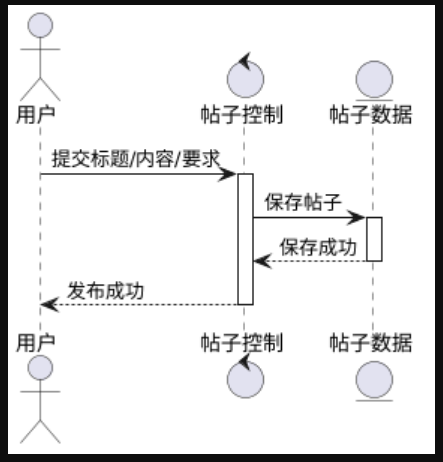 用户
帖子控制
帖子数据
提交标题/内容/要求
保存帖子
保存成功
发布成功
用户
帖子控制
帖子数据